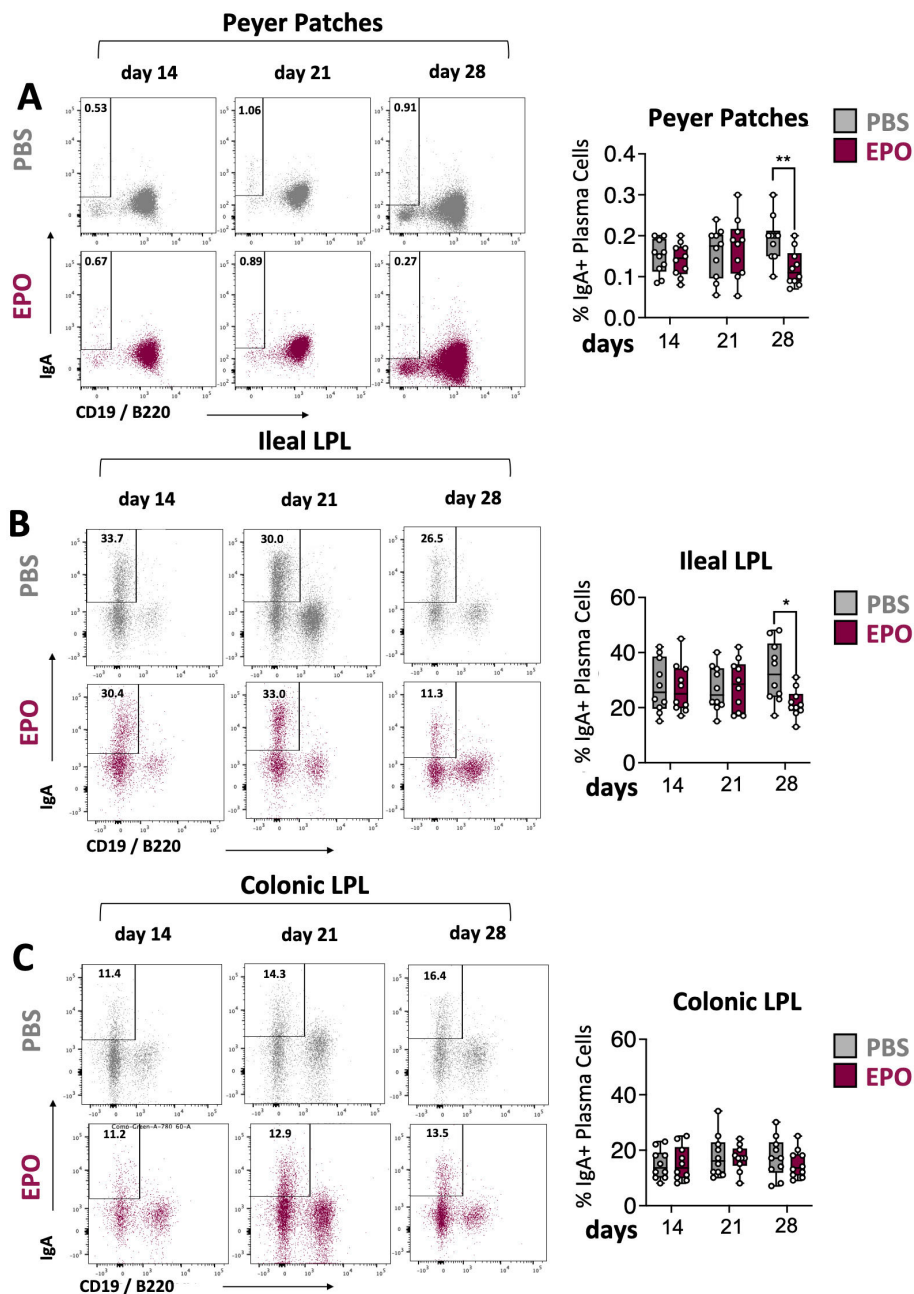 Peyer Patches
day 14 day 21 day 28
A
PBS
0.53 1.06 0.91
EPO
0.67 0.89 0.27
IgA
CD19 / B220
Peyer Patches
PBS
EPO
% IgA+ Plasma Cells
0.4
0.3
0.2
0.1
0.0
**
days 14 21 28
Ileal LPL
day 14 day 21 day 28
B
PBS
33.7 30.0 26.5
EPO
30.4 33.0 11.3
IgA
CD19 / B220
Ileal LPL
PBS
EPO
% IgA+ Plasma Cells
60
40
20
0
*
days 14 21 28
Colonic LPL
day 14 day 21 day 28
C
PBS
11.4 14.3 16.4
EPO
Comp-Green-A-780 60-A
11.2 12.9 13.5
IgA
CD19 / B220
Colonic LPL
PBS
EPO
% IgA+ Plasma Cells
60
40
20
0
days 14 21 28